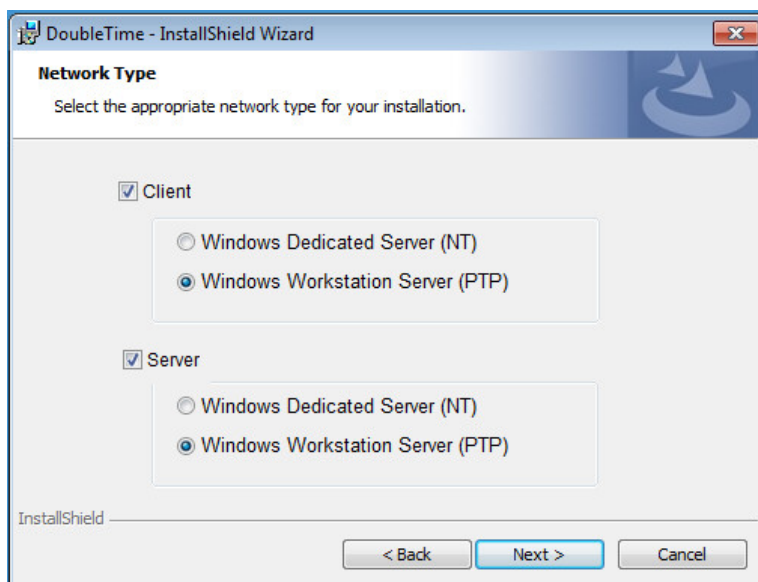 DoubleTime - InstallShield Wizard
Network Type
Select the appropriate network type for your installation.
Client
Windows Dedicated Server (NT)
Windows Workstation Server (PTP)
Server
Windows Dedicated Server (NT)
Windows Workstation Server (PTP)
InstallShield
< Back Next > Cancel